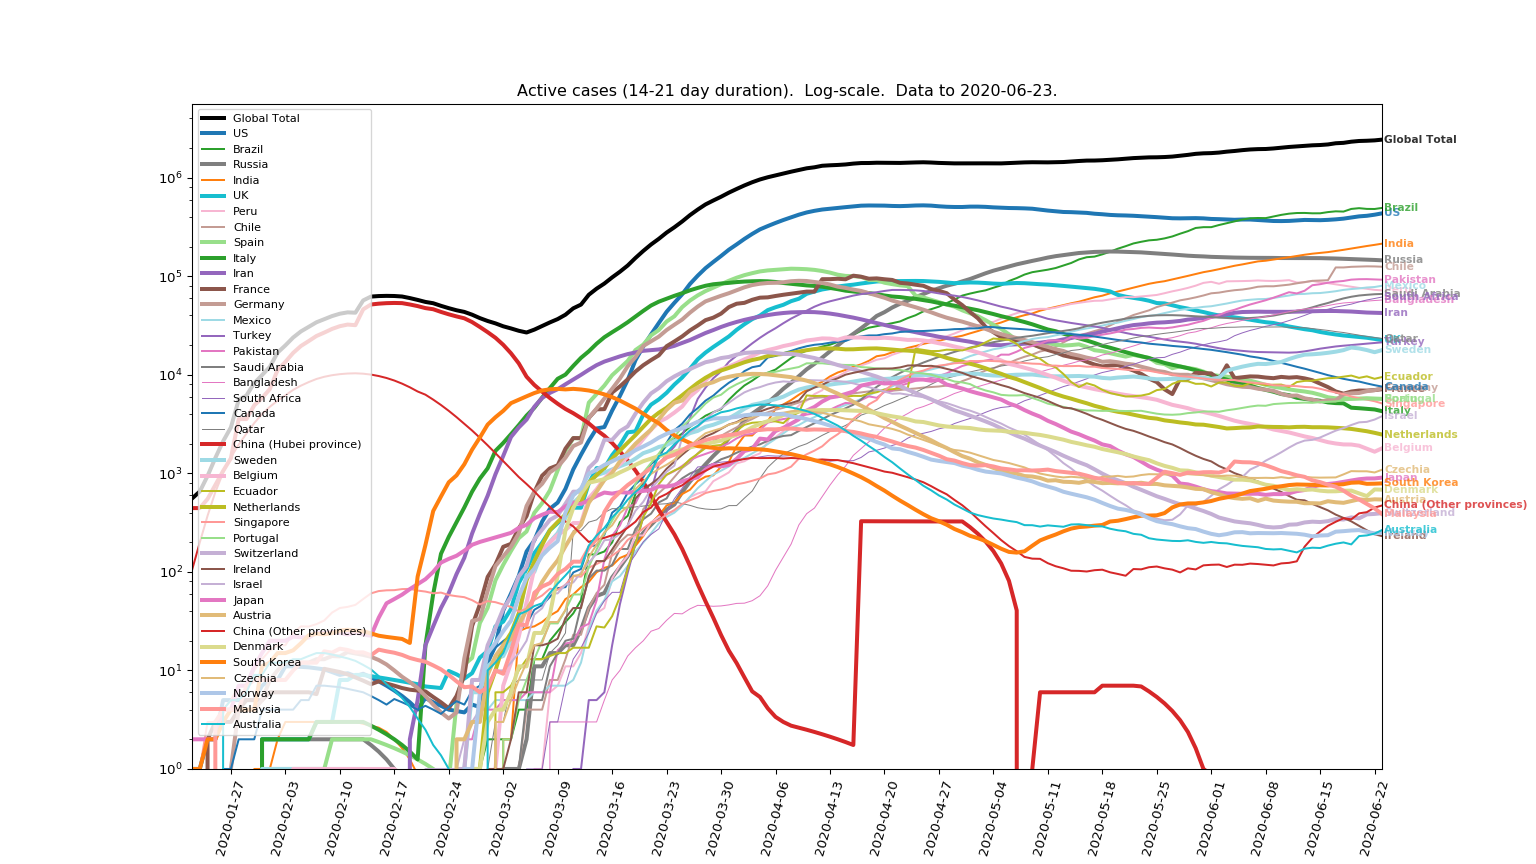 Active cases (14-21 day duration).  Log-scale.  Data to 2020-06-23.
Global Total
US
Brazil
Russia
India
UK
Peru
Chile
Spain
Italy
Iran
France
Germany
Mexico
Turkey
Pakistan
Saudi Arabia
Bangladesh
South Africa
Canada
Qatar
China (Hubei province)
Sweden
Belgium
Ecuador
Netherlands
Singapore
Portugal
Switzerland
Ireland
Israel
Japan
Austria
China (Other provinces)
Denmark
South Korea
Czechia
Norway
Malaysia
Australia
10^6
10^5
10^4
10^3
10^2
10^1
10^0
2020-01-27
2020-02-03
2020-02-10
2020-02-17
2020-02-24
2020-03-02
2020-03-09
2020-03-16
2020-03-23
2020-03-30
2020-04-06
2020-04-13
2020-04-20
2020-04-27
2020-05-04
2020-05-11
2020-05-18
2020-05-25
2020-06-01
2020-06-08
2020-06-15
2020-06-22
Global Total
Brazil
US
India
Russia
Chile
Pakistan
Mexico
Saudi Arabia
Bangladesh
Iran
Turkey
Sweden
Ecuador
Canada
Portugal
Singapore
Italy
Israel
Netherlands
Belgium
Czechia
Japan
South Korea
Denmark
Austria
China (Other provinces)
Australia
Ireland